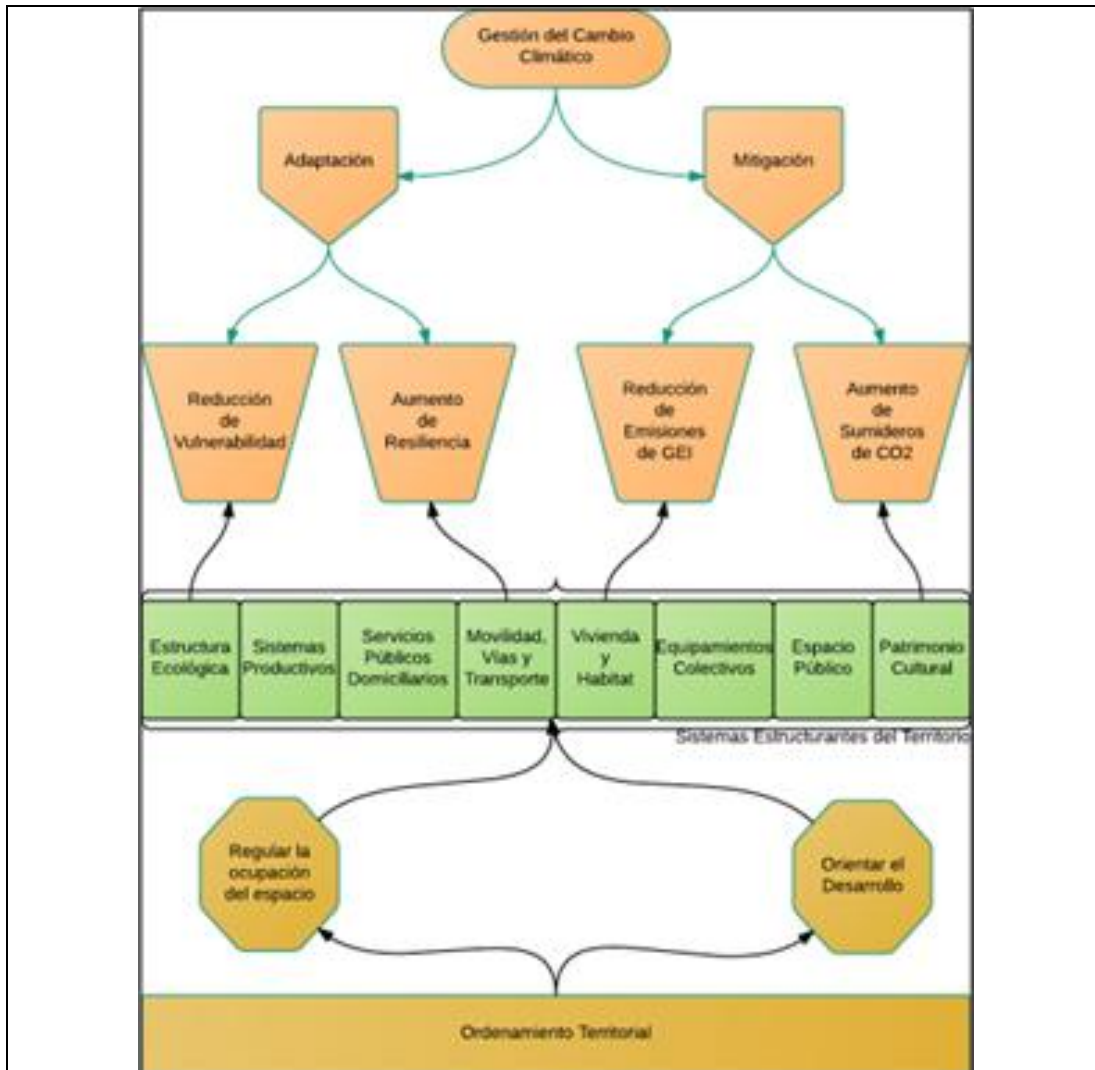 Gestión del Cambio
Climático
Adaptación
Mitigación
Reducción
de
Vulnerabilidad
Aumento
de
Resiliencia
Reducción
de
Emisiones
de GEI
Aumento
de
Sumideros
de CO2
Estructura
Ecológica
Sistemas
Productivos
Servicios
Públicos
Domiciliarios
Movilidad,
Vías y
Transporte
Vivienda
y
Habitat
Equipamientos
Colectivos
Espacio
Público
Patrimonio
Cultural
Sistemas Estructurantes del Territorio
Regular la
ocupación
del espacio
Orientar el
Desarrollo
Ordenamiento Territorial